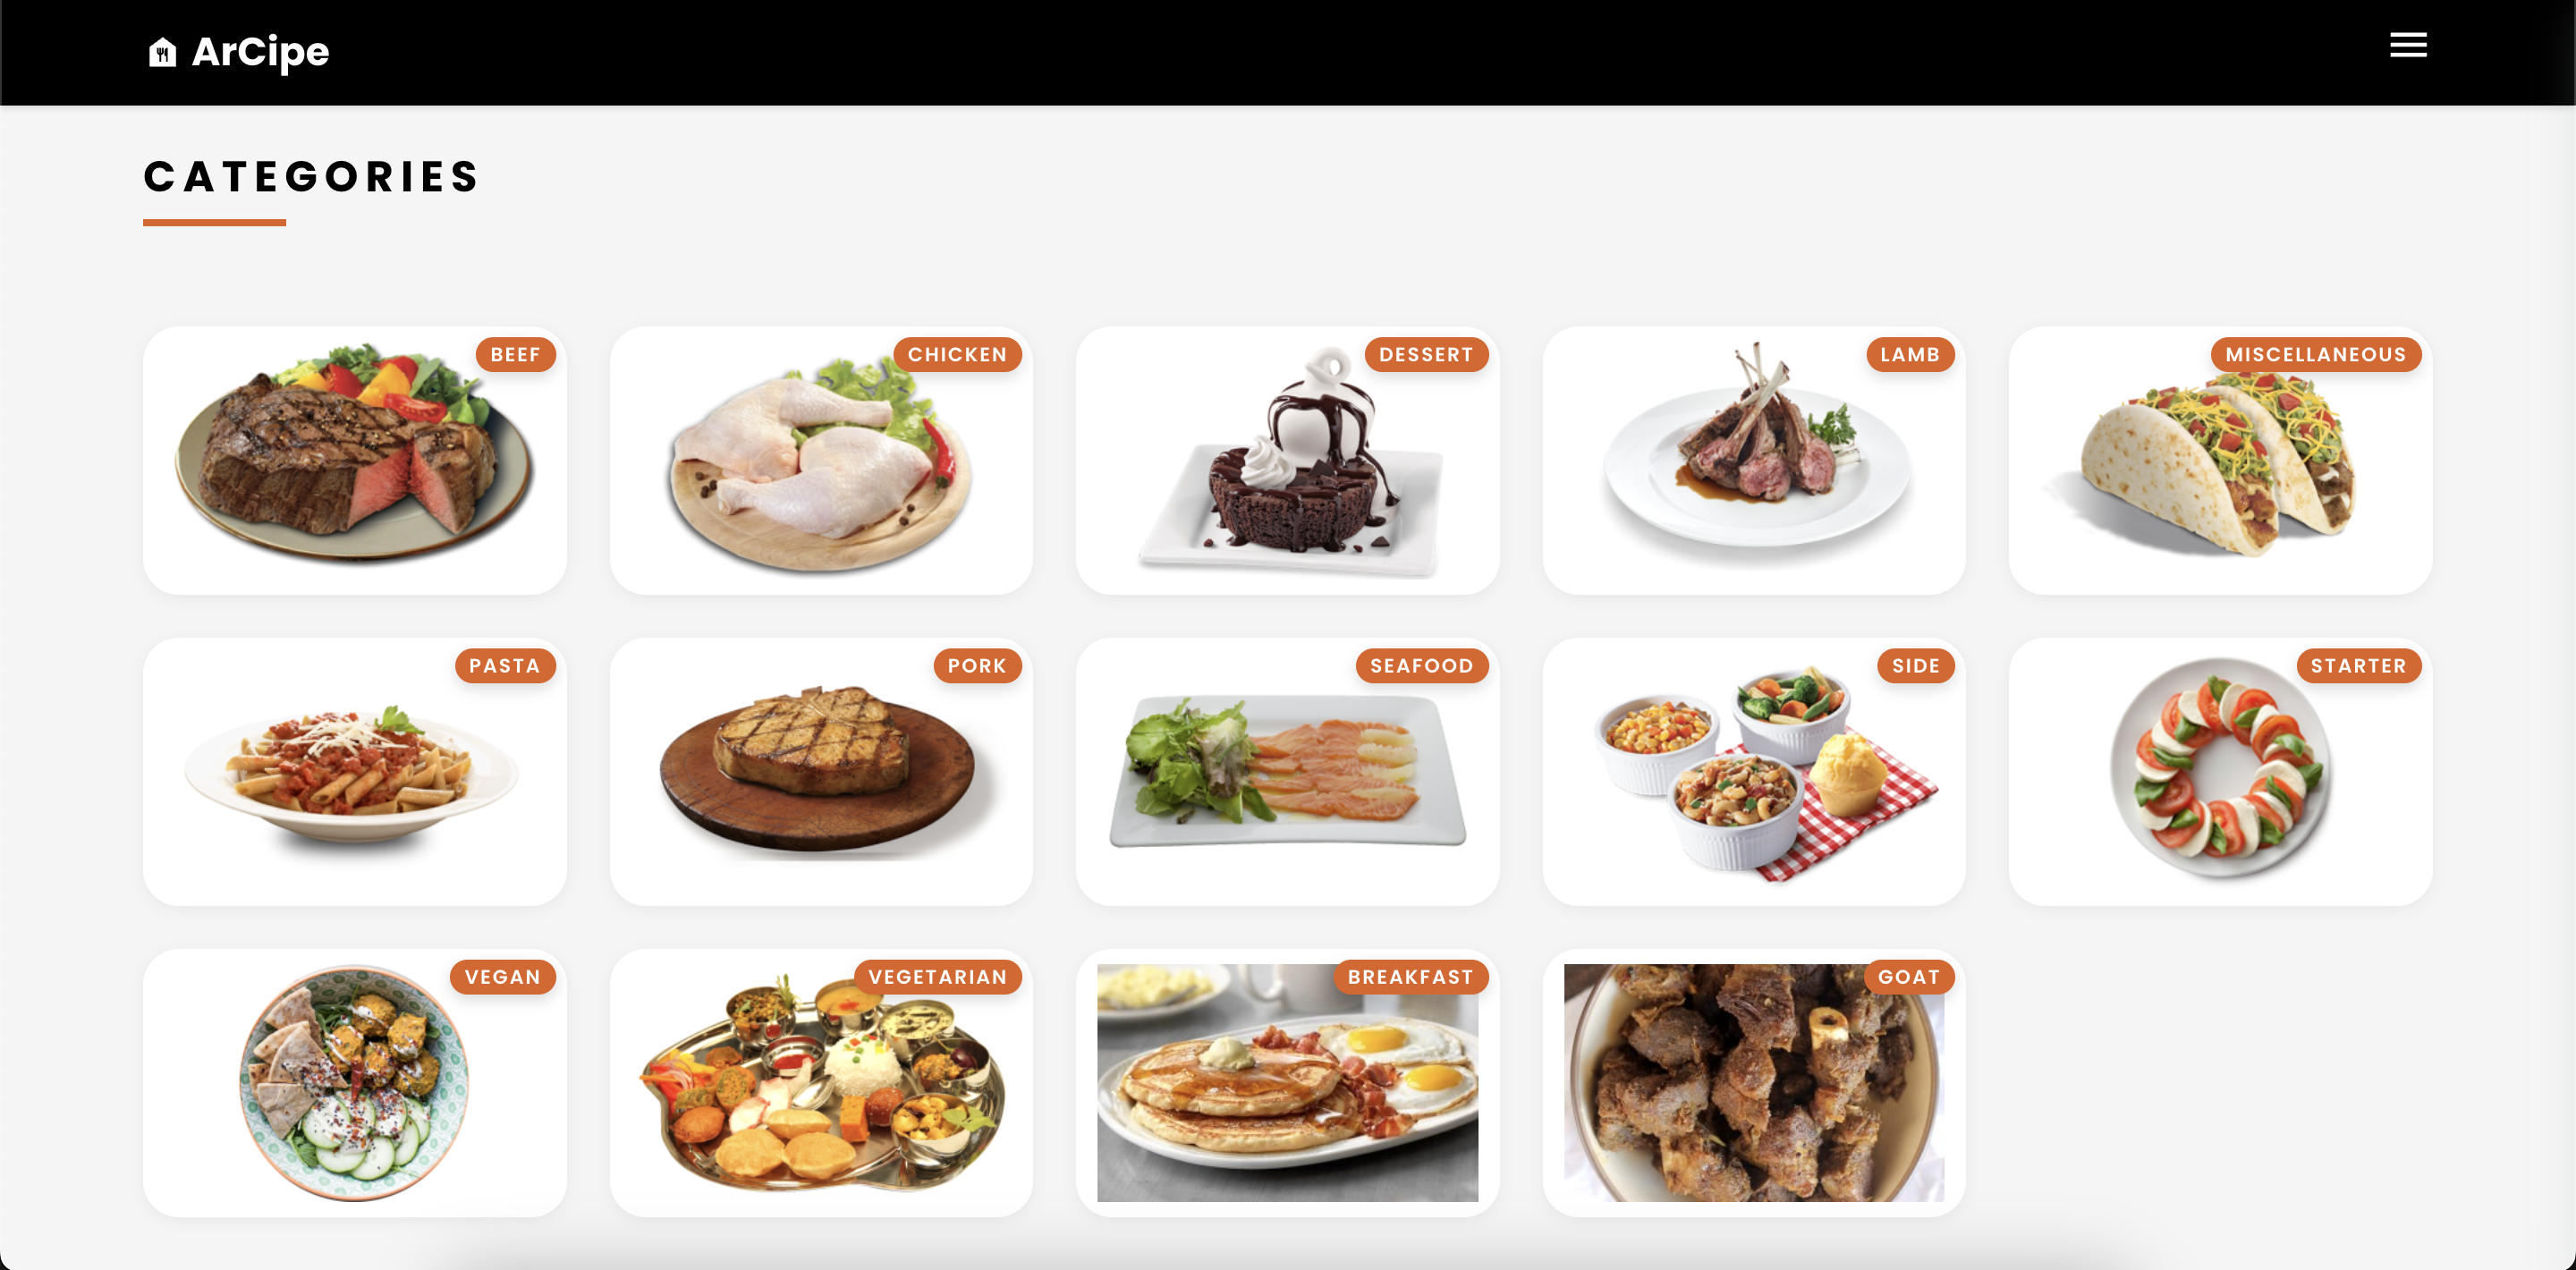 ArCipe
CATEGORIES
BEEF
CHICKEN
DESSERT
LAMB
MISCELLANEOUS
PASTA
PORK
SEAFOOD
SIDE
STARTER
VEGAN
VEGETARIAN
BREAKFAST
GOAT